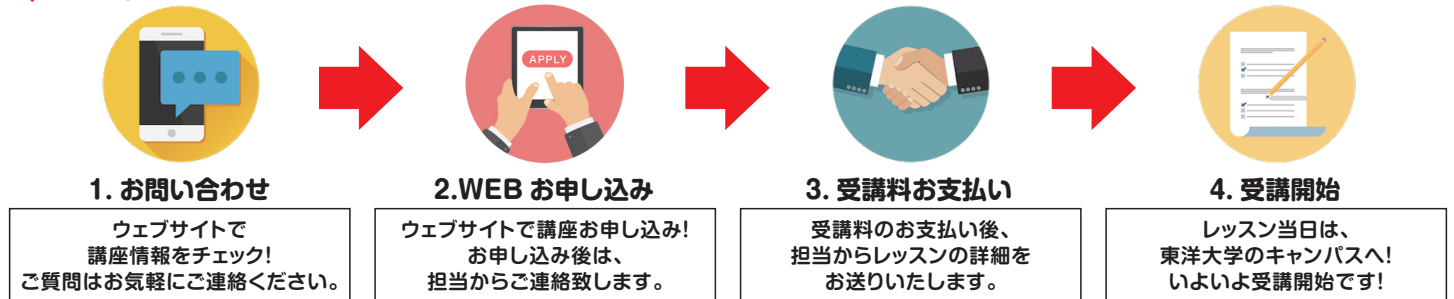 APPLY
1. お問い合わせ
ウェブサイトで
講座情報をチェック!
ご質問はお気軽にご連絡ください。
2.WEB お申し込み
ウェブサイトで講座お申し込み!
お申し込み後は、
担当からご連絡致します。
3. 受講料お支払い
受講料のお支払い後、
担当からレッスンの詳細を
お送りいたします。
4. 受講開始
レッスン当日は、
東洋大学のキャンパスへ!
いよいよ受講開始です!